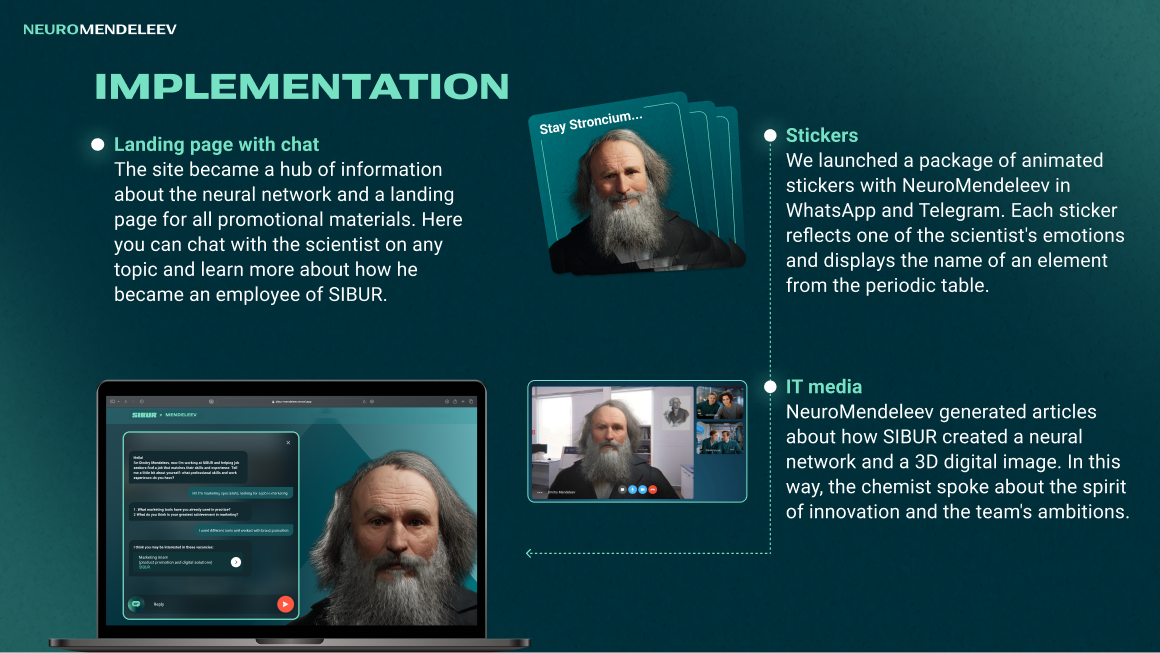 NEUROMENDELEEV
IMPLEMENTATION
Landing page with chat
The site became a hub of information
about the neural network and a landing
page for all promotional materials. Here
you can chat with the scientist on any
topic and learn more about how he
became an employee of SIBUR.
Stay Stroncium...
Stickers
We launched a package of animated
stickers with NeuroMendeleev in
WhatsApp and Telegram. Each sticker
reflects one of the scientist's emotions
and displays the name of an element
from the periodic table.
IT media
NeuroMendeleev generated articles
about how SIBUR created a neural
network and a 3D digital image. In this
way, the chemist spoke about the spirit
of innovation and the team's ambitions.
SIBUR × MENDELEEV
Hello!
I'm Dmitry Mendeleev, now I'm working at SIBUR and helping job
seekers find a job that matches their skills and experience. Tell
me a little bit about yourself: what professional skills and work
experience do you have?
Hi! I'm marketing specialists, looking for a job in marketing.
1. What marketing tools have you already used in practice?
2. What do you think is your greatest achievement in marketing?
I used different tools and worked with brand promotion.
I think you may be interested in these vacancies:
Marketing intern
(product promotion and digital solutions)
SIBUR
Reply
Dmitry Mendeleev